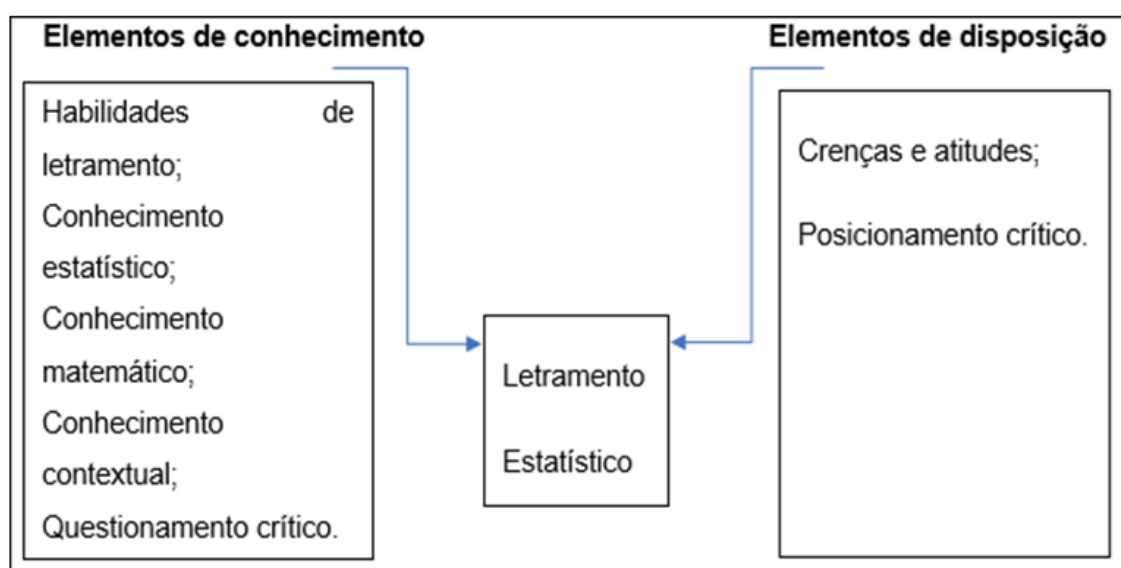 Elementos de conhecimento
Habilidades de
letramento;
Conhecimento
estatístico;
Conhecimento
matemático;
Conhecimento
contextual;
Questionamento crítico.
Letramento
Estatístico
Elementos de disposição
Crenças e atitudes;
Posicionamento crítico.